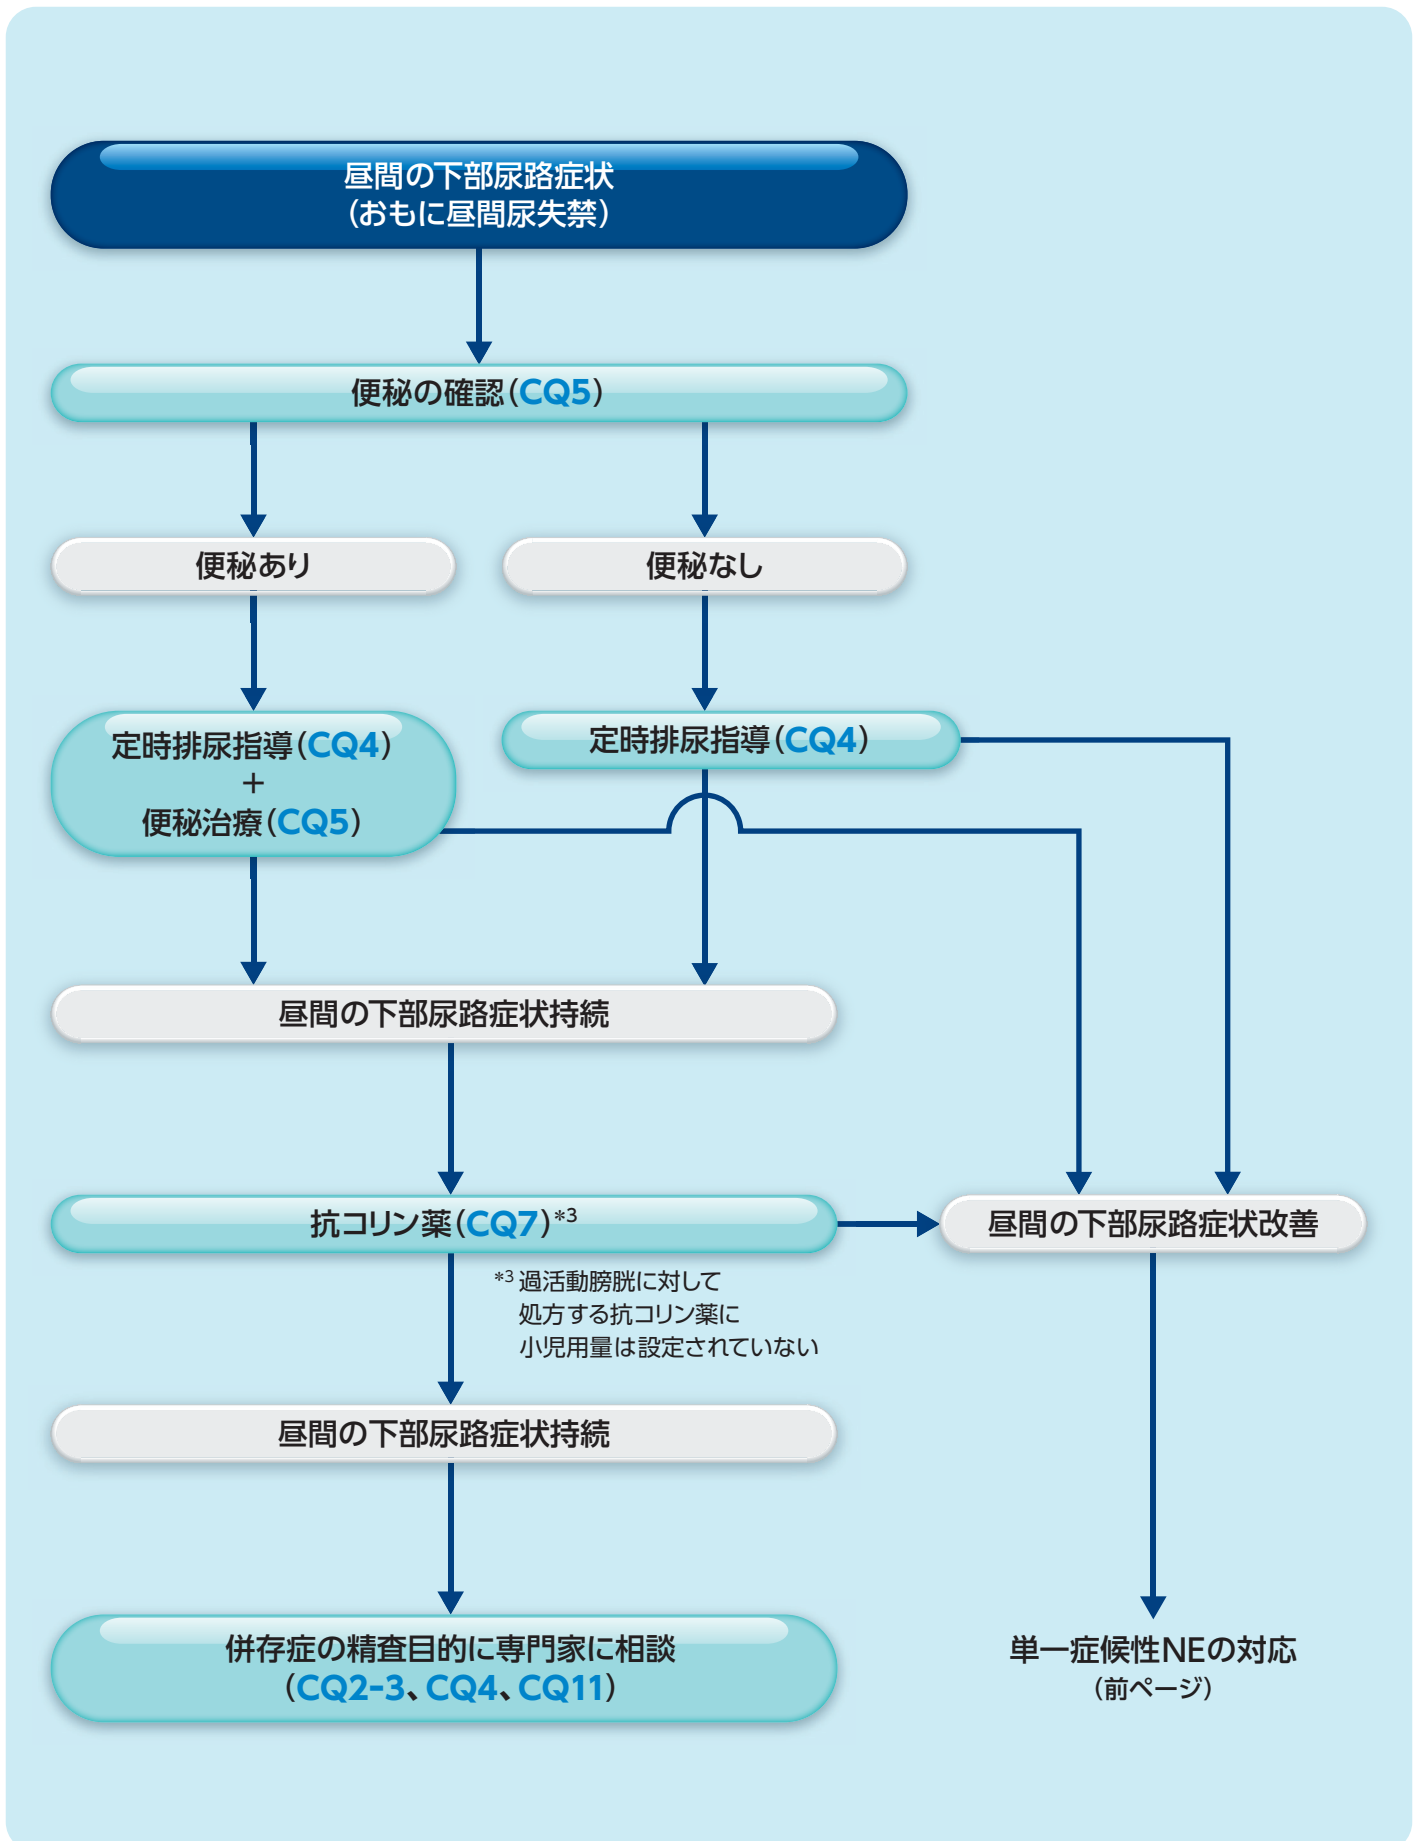 昼間の下部尿路症状
（おもに昼間尿失禁）
便秘の確認（CQ5）
便秘あり
便秘なし
定時排尿指導（CQ4）
＋
便秘治療（CQ5）
定時排尿指導（CQ4）
昼間の下部尿路症状持続
抗コリン薬（CQ7）*3
昼間の下部尿路症状改善
*3 過活動膀胱に対して
処方する抗コリン薬に
小児用量は設定されていない
昼間の下部尿路症状持続
併存症の精査目的に専門家に相談
（CQ2-3、CQ4、CQ11）
単一症候性NEの対応
（前ページ）